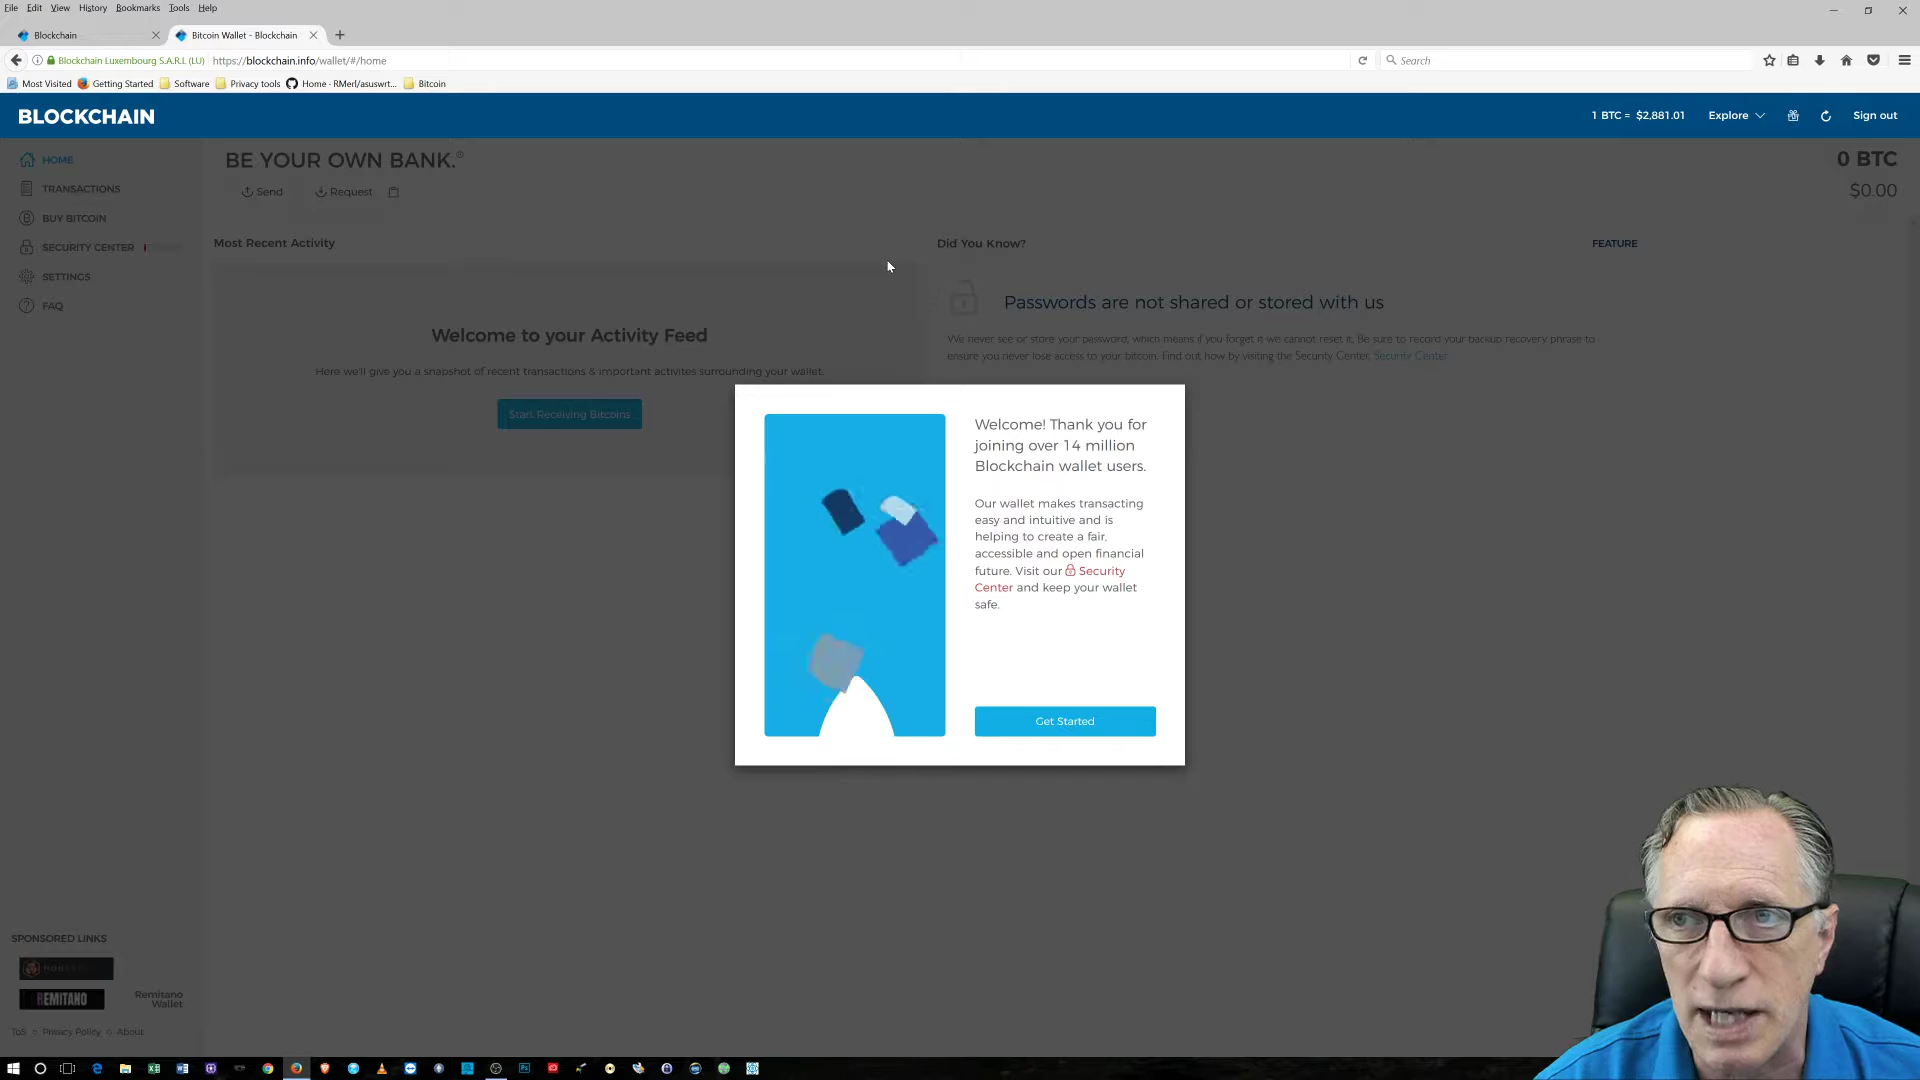 File Edit View History Bookmarks Tools Help
Blockchain
Bitcoin Wallet - Blockchain
Blockchain Luxembourg S.A.R.L (LU)
https://blockchain.info/wallet/#/home
Search
Most Visited
Getting Started
Software
Privacy tools
Home · RMerl/asuswrt...
Bitcoin
BLOCKCHAIN
1 BTC = $2,881.01
Explore
Sign out
HOME
TRANSACTIONS
BUY BITCOIN
SECURITY CENTER
SETTINGS
FAQ
BE YOUR OWN BANK.®
Send
Request
0 BTC
$0.00
Most Recent Activity
Welcome to your Activity Feed
Here we'll give you a snapshot of recent transactions & important activites surrounding your wallet.
Start Receiving Bitcoins
Did You Know?
FEATURE
Passwords are not shared or stored with us
We never see or store your password, which means if you forget it we cannot reset it. Be sure to record your backup recovery phrase to
ensure you never lose access to your bitcoin. Find out how by visiting the Security Center. Security Center
Welcome! Thank you for
joining over 14 million
Blockchain wallet users.
Our wallet makes transacting
easy and intuitive and is
helping to create a fair,
accessible and open financial
future. Visit our Security
Center and keep your wallet
safe.
Get Started
SPONSORED LINKS
REMITANO
Remitano
Wallet
ToS
Privacy Policy
About